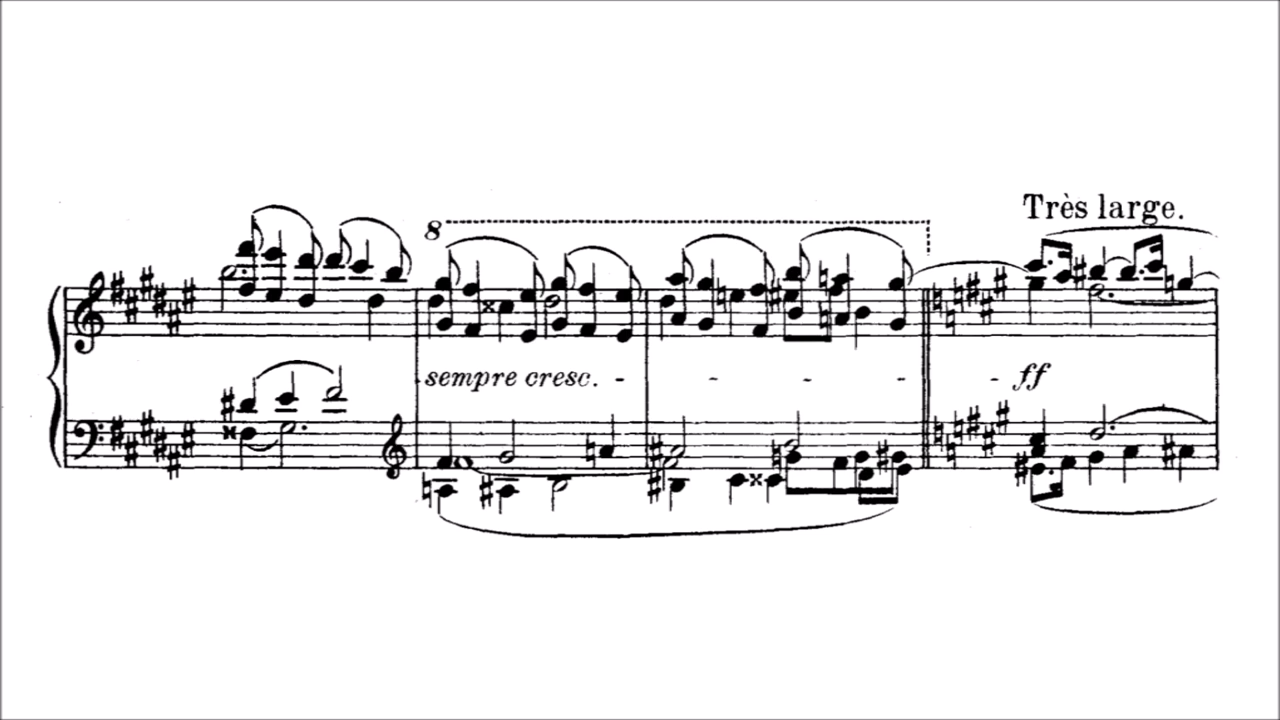 Très large.
8
sempre cresc. - - - - - ff